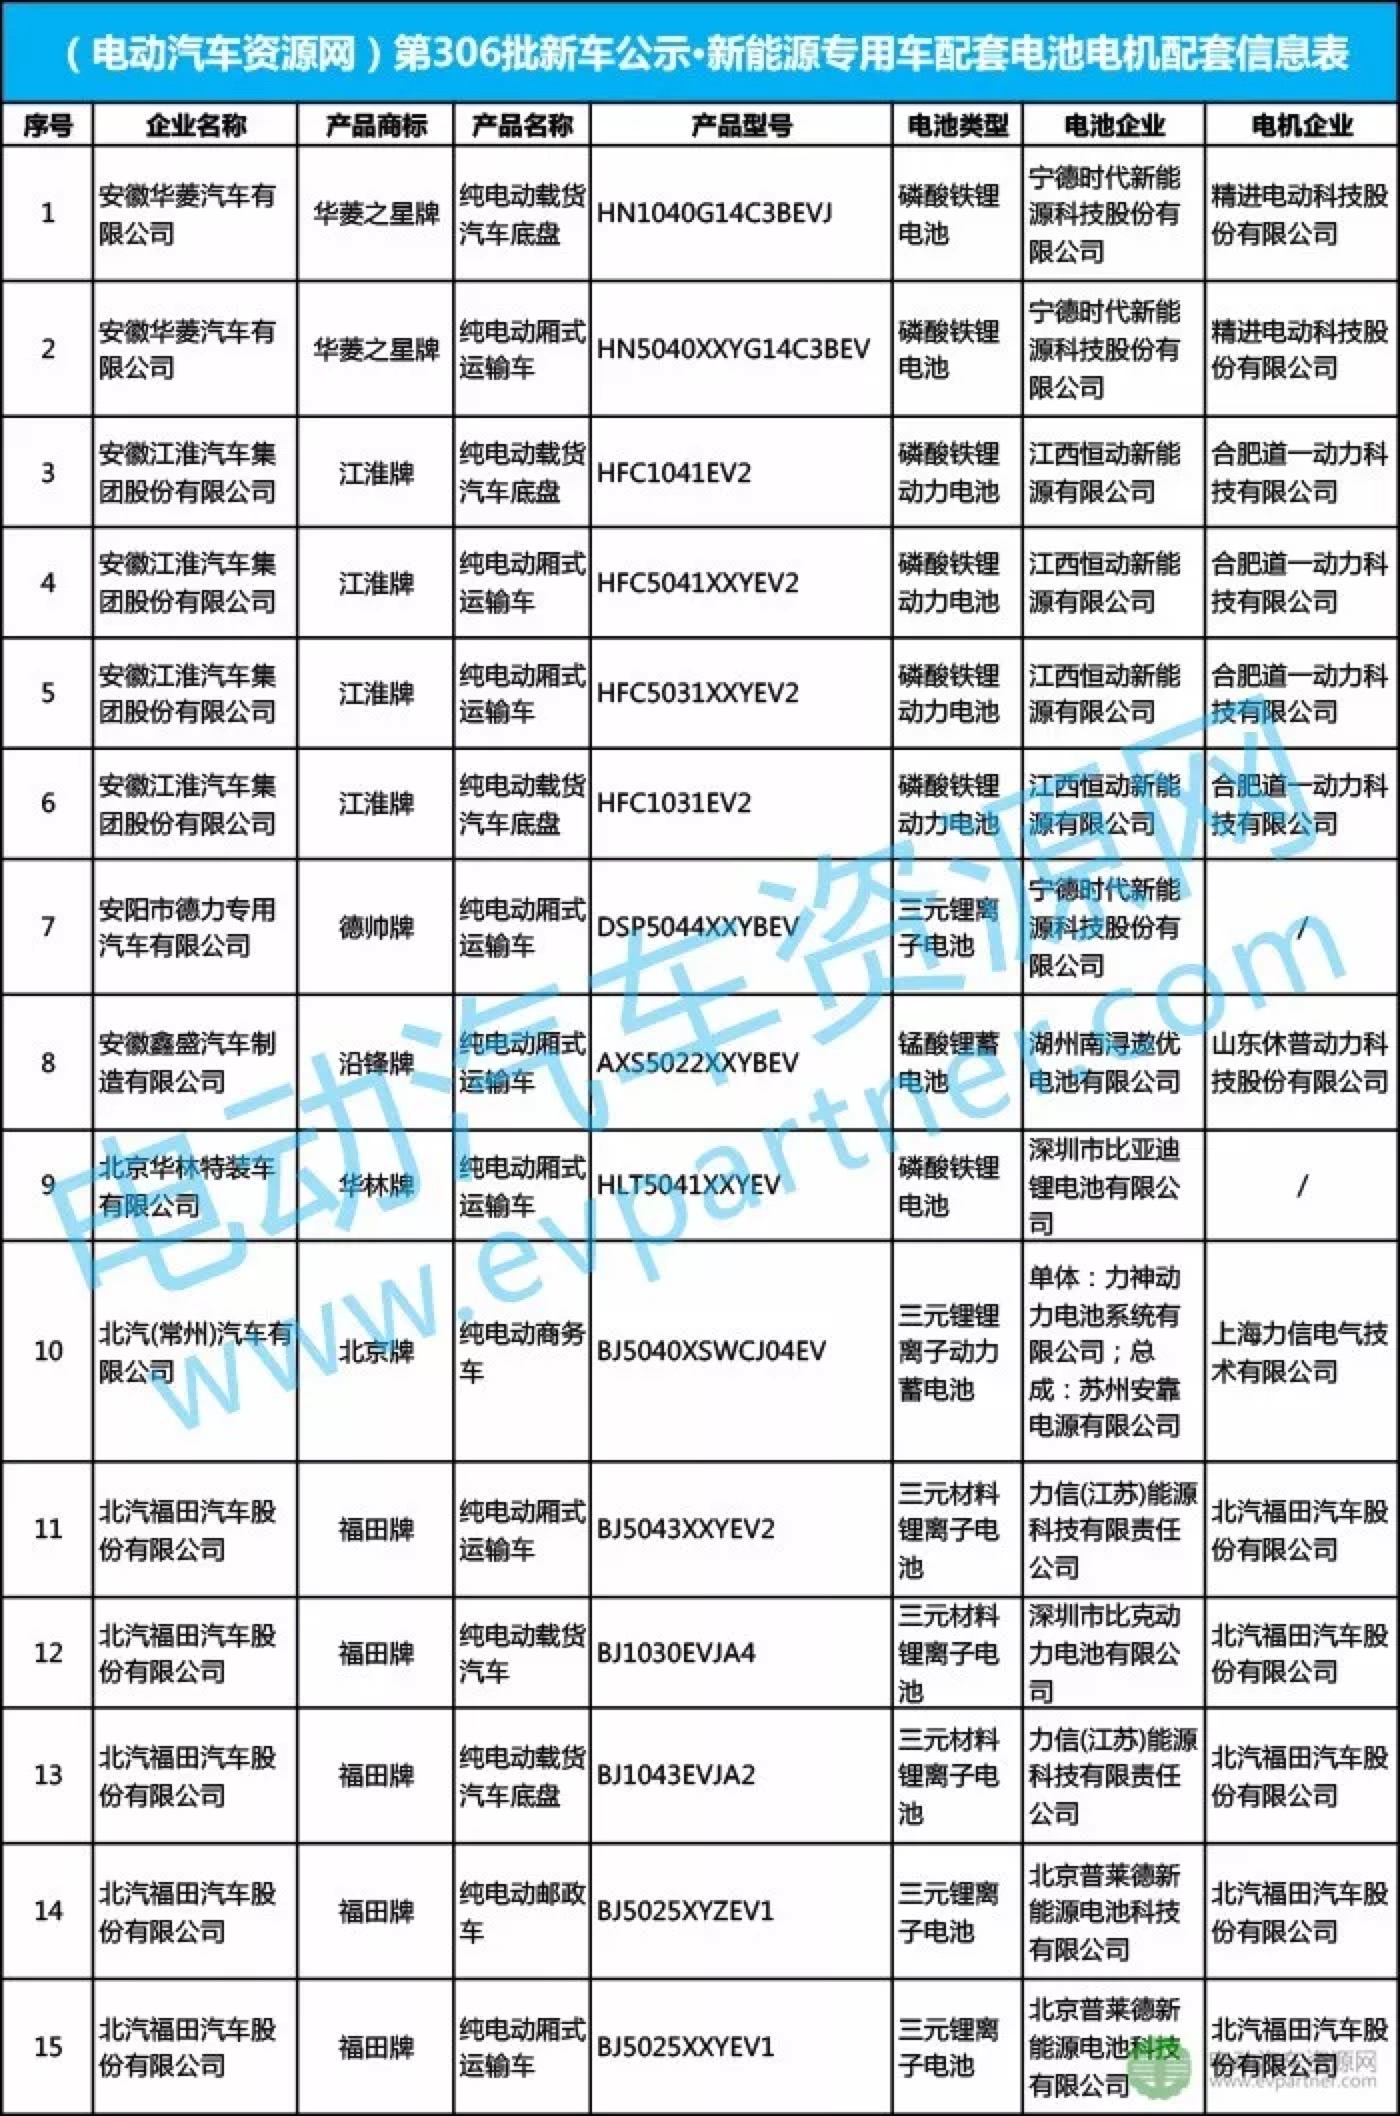 （电动汽车资源网）第306批新车公示·新能源专用车配套电池电机配套信息表
序号 企业名称 产品商标 产品名称 产品型号 电池类型 电池企业 电机企业
1 安徽华菱汽车有限公司 华菱之星牌 纯电动载货汽车底盘 HN1040G14C3BEVJ 磷酸铁锂电池 宁德时代新能源科技股份有限公司 精进电动科技股份有限公司
2 安徽华菱汽车有限公司 华菱之星牌 纯电动厢式运输车 HN5040XXYG14C3BEV 磷酸铁锂电池 宁德时代新能源科技股份有限公司 精进电动科技股份有限公司
3 安徽江淮汽车集团股份有限公司 江淮牌 纯电动载货汽车底盘 HFC1041EV2 磷酸铁锂动力电池 江西恒动新能源有限公司 合肥道一动力科技有限公司
4 安徽江淮汽车集团股份有限公司 江淮牌 纯电动厢式运输车 HFC5041XXYEV2 磷酸铁锂动力电池 江西恒动新能源有限公司 合肥道一动力科技有限公司
5 安徽江淮汽车集团股份有限公司 江淮牌 纯电动厢式运输车 HFC5031XXYEV2 磷酸铁锂动力电池 江西恒动新能源有限公司 合肥道一动力科技有限公司
6 安徽江淮汽车集团股份有限公司 江淮牌 纯电动载货汽车底盘 HFC1031EV2 磷酸铁锂动力电池 江西恒动新能源有限公司 合肥道一动力科技有限公司
7 安阳市德力专用汽车有限公司 德帅牌 纯电动厢式运输车 DSP5044XXYBEV 三元锂离子电池 宁德时代新能源科技股份有限公司 /
8 安徽鑫盛汽车制造有限公司 沿锋牌 纯电动厢式运输车 AXS5022XXYBEV 锰酸锂蓄电池 湖州南浔遨优电池有限公司 山东休普动力科技股份有限公司
9 北京华林特装车有限公司 华林牌 纯电动厢式运输车 HLT5041XXYEV 磷酸铁锂电池 深圳市比亚迪锂电池有限公司 /
10 北汽(常州)汽车有限公司 北京牌 纯电动商务车 BJ5040XSWCJ04EV 三元锂锂离子动力蓄电池 单体：力神动力电池系统有限公司；总成：苏州安靠电源有限公司 上海力信电气技术有限公司
11 北汽福田汽车股份有限公司 福田牌 纯电动厢式运输车 BJ5043XXYEV2 三元材料锂离子电池 力信(江苏)能源科技有限责任公司 北汽福田汽车股份有限公司
12 北汽福田汽车股份有限公司 福田牌 纯电动载货汽车 BJ1030EVJA4 三元材料锂离子电池 深圳市比克动力电池有限公司 北汽福田汽车股份有限公司
13 北汽福田汽车股份有限公司 福田牌 纯电动载货汽车底盘 BJ1043EVJA2 三元材料锂离子电池 力信(江苏)能源科技有限责任公司 北汽福田汽车股份有限公司
14 北汽福田汽车股份有限公司 福田牌 纯电动邮政车 BJ5025XYZEV1 三元锂离子电池 北京普莱德新能源电池科技有限公司 北汽福田汽车股份有限公司
15 北汽福田汽车股份有限公司 福田牌 纯电动厢式运输车 BJ5025XXYEV1 三元锂离子电池 北京普莱德新能源电池科技有限公司 北汽福田汽车股份有限公司
电动汽车资源网
www.evpartner.com
电动汽车资源网
www.evpartner.com